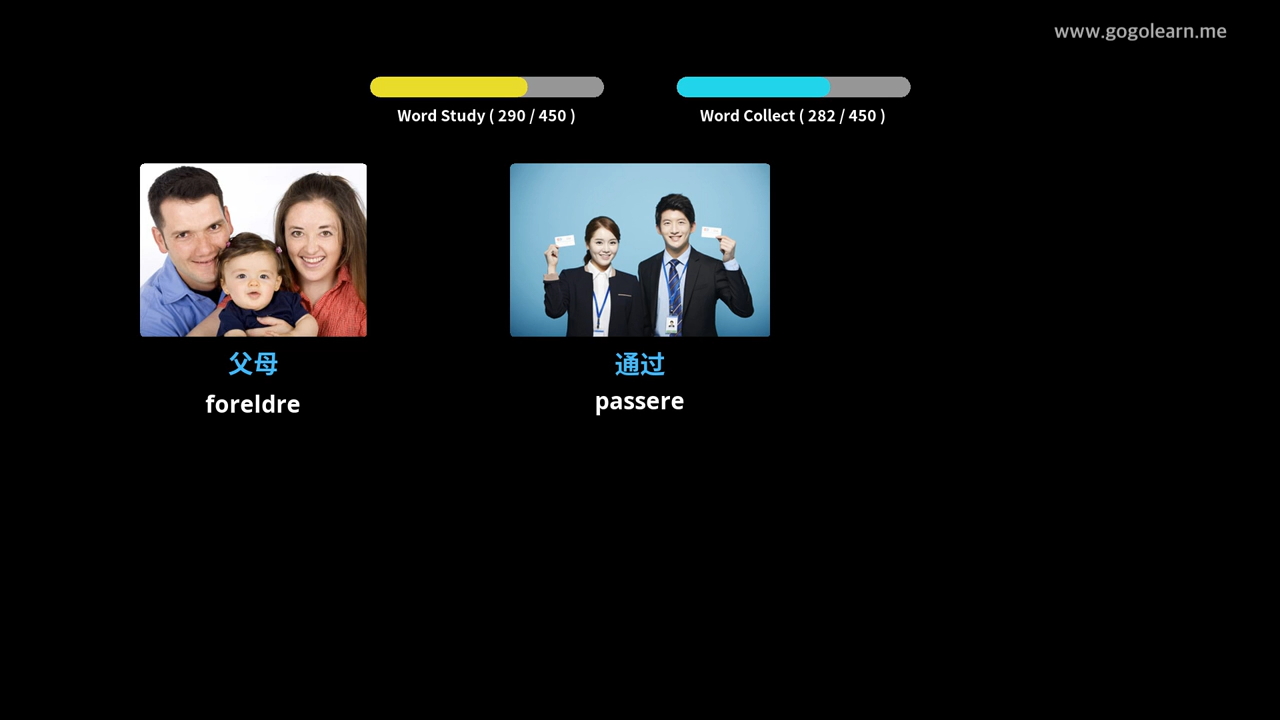 www.gogolearn.me
Word Study ( 290 / 450 )
Word Collect ( 282 / 450 )
父母
foreldre
通过
passere